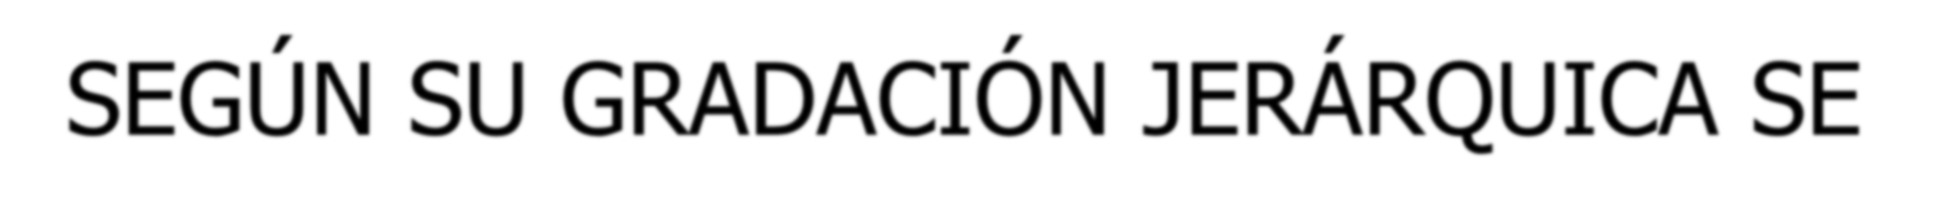 SEGÚN SU GRADACIÓN JERÁRQUICA SE